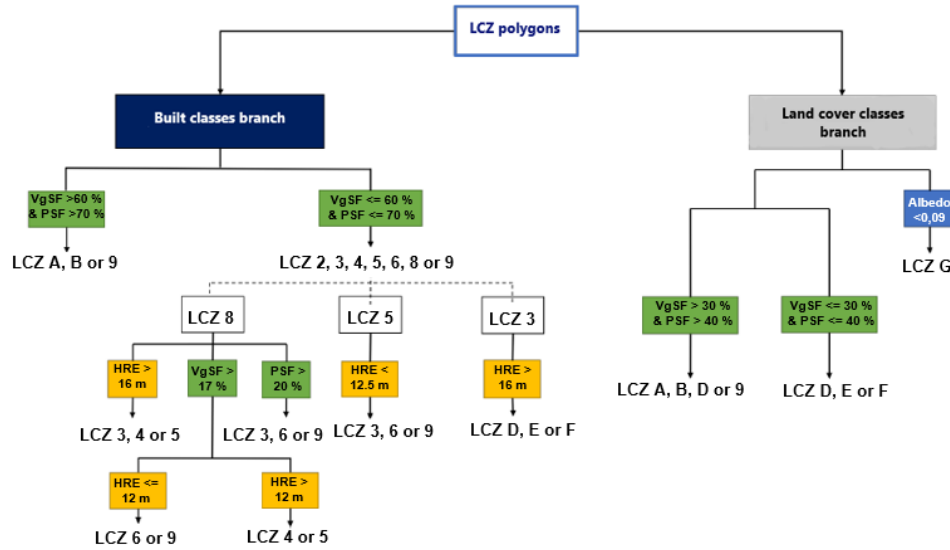 LCZ polygons
Built classes branch
Land cover classes
branch
VgSF >60 %
& PSF >70 %
VgSF <= 60 %
& PSF <= 70 %
Albedo
<0,09
LCZ A, B or 9
LCZ 2, 3, 4, 5, 6, 8 or 9
LCZ G
LCZ 8
LCZ 5
LCZ 3
VgSF > 30 %
& PSF > 40 %
VgSF <= 30 %
& PSF <= 40 %
HRE >
16 m
VgSF >
17 %
PSF >
20 %
HRE <
12.5 m
HRE >
16 m
LCZ A, B, D or 9
LCZ D, E or F
LCZ 3, 4 or 5
LCZ 3, 6 or 9
LCZ 3, 6 or 9
LCZ D, E or F
HRE <=
12 m
HRE >
12 m
LCZ 6 or 9
LCZ 4 or 5